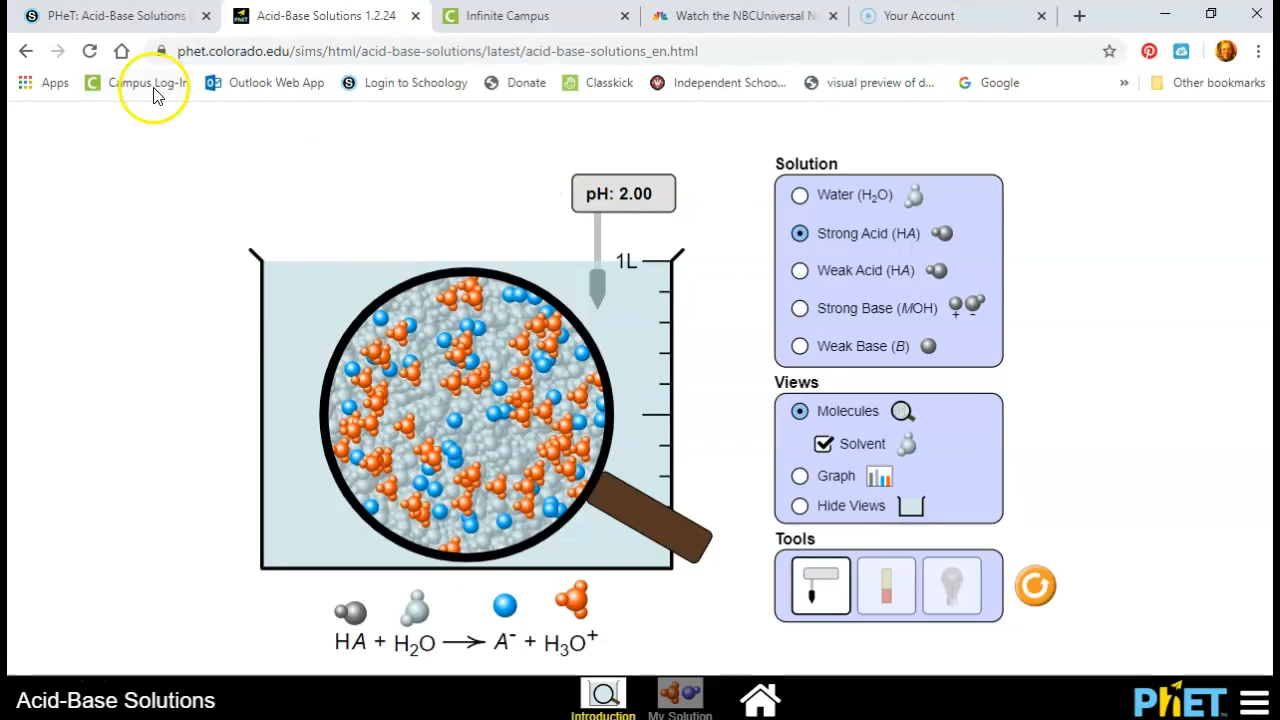 PHeT: Acid-Base Solutions
Acid-Base Solutions 1.2.24
Infinite Campus
Watch the NBCUniversal N
Your Account
phet.colorado.edu/sims/html/acid-base-solutions/latest/acid-base-solutions_en.html
Apps
Campus Log-In
Outlook Web App
Login to Schoology
Donate
Classkick
Independent Schoo...
visual preview of d...
Google
Other bookmarks
pH: 2.00
1L
Solution
Water (H₂O)
Strong Acid (HA)
Weak Acid (HA)
Strong Base (MOH)
Weak Base (B)
Views
Molecules
Solvent
Graph
Hide Views
Tools
HA + H₂O ⟶ A⁻ + H₃O⁺
Acid-Base Solutions
Introduction
My Solution
PhET